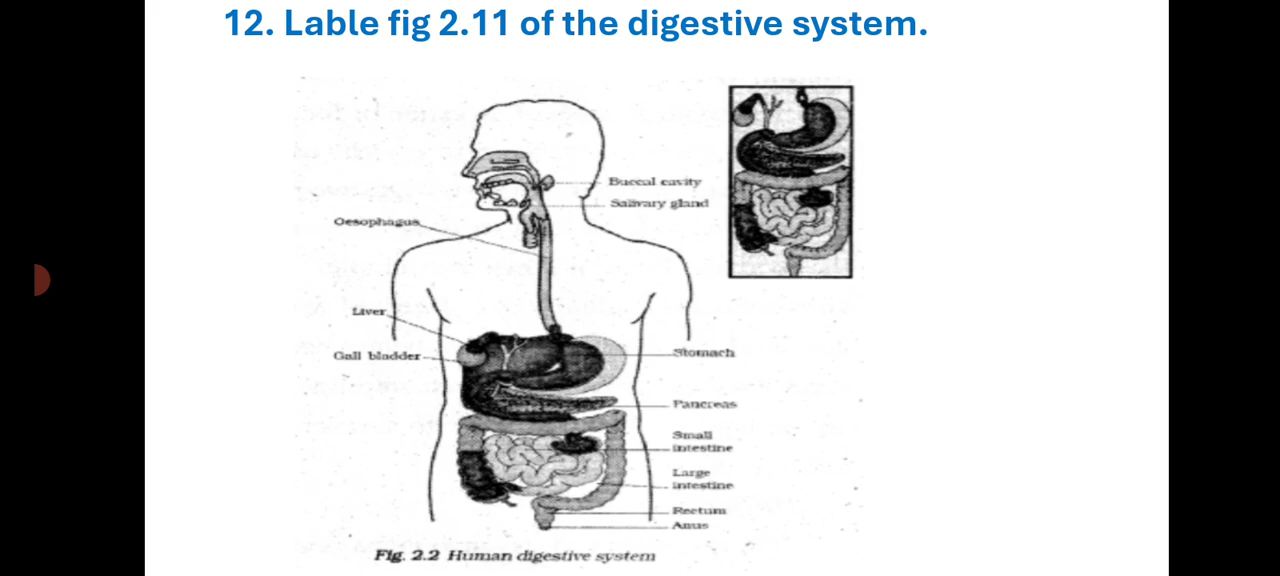 12. Lable fig 2.11 of the digestive system.
Buccal cavity
Salivary gland
Oesophagus
Liver
Gall bladder
Stomach
Pancreas
Small
intestine
Large
intestine
Rectum
Anus
Fig. 2.2 Human digestive system